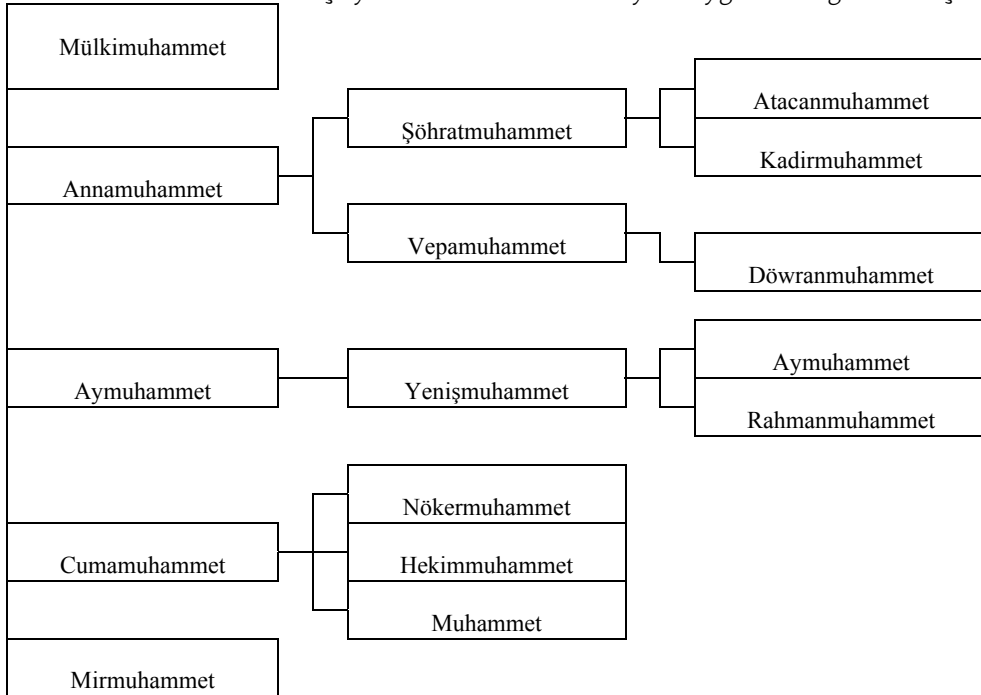 Mülkimuhammet
Şöhratmuhammet
Atacanmuhammet
Kadirmuhammet
Annamuhammet
Vepamuhammet
Döwranmuhammet
Aymuhammet
Yenişmuhammet
Aymuhammet
Rahmanmuhammet
Cumamuhammet
Nökermuhammet
Hekimmuhammet
Muhammet
Mirmuhammet